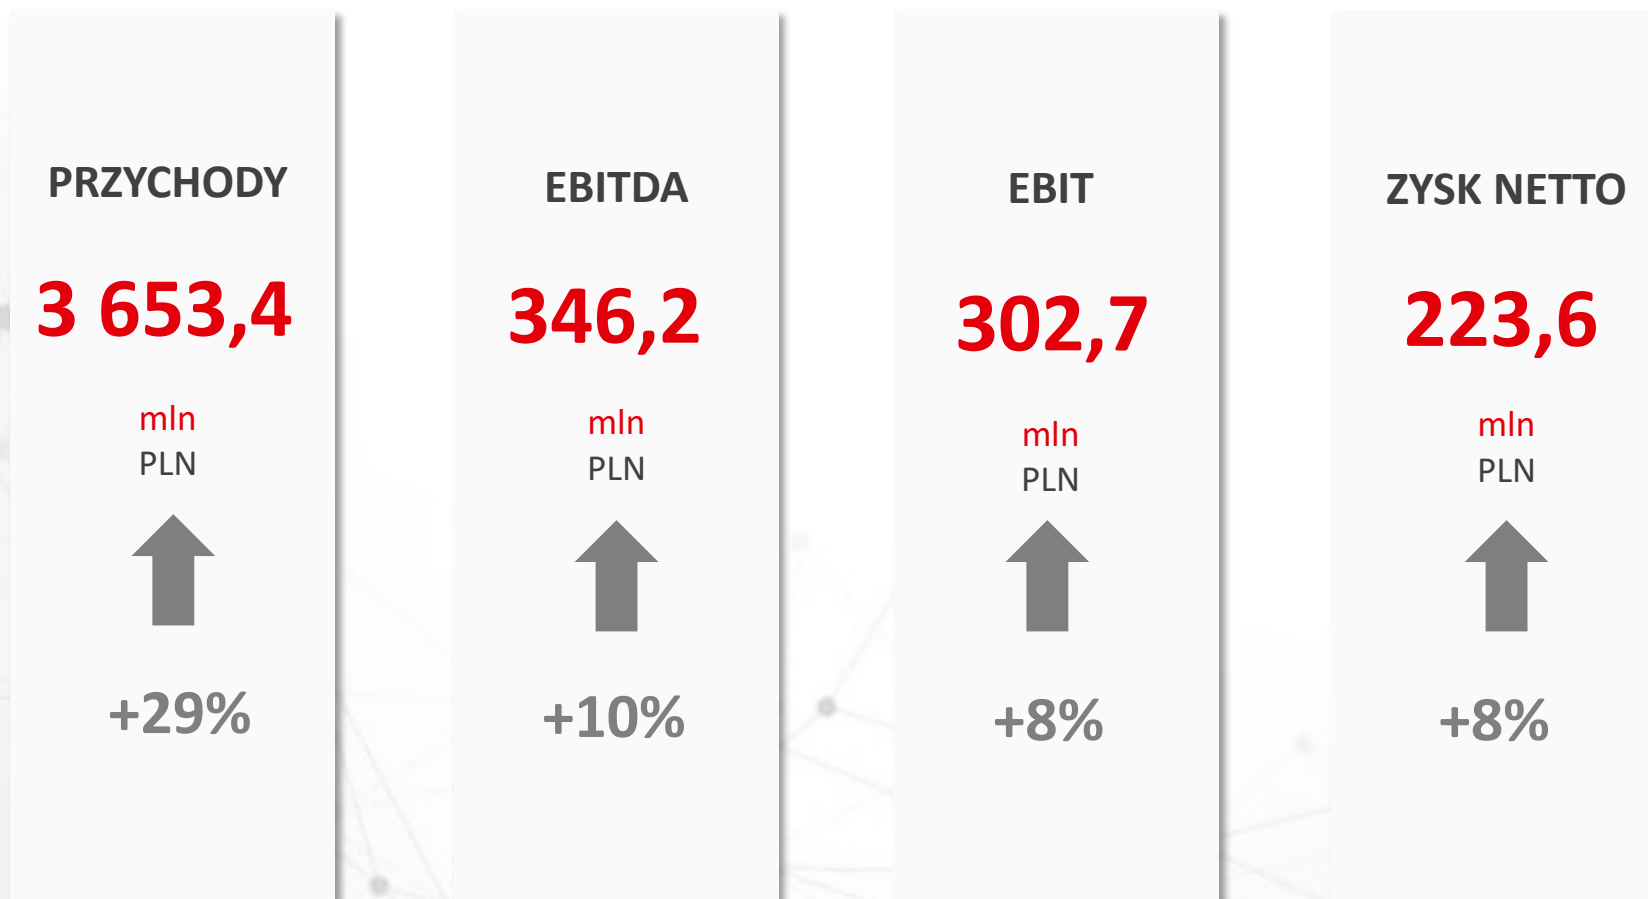 PRZYCHODY
3 653,4
mln
PLN
+29%
EBITDA
346,2
mln
PLN
+10%
EBIT
302,7
mln
PLN
+8%
ZYSK NETTO
223,6
mln
PLN
+8%